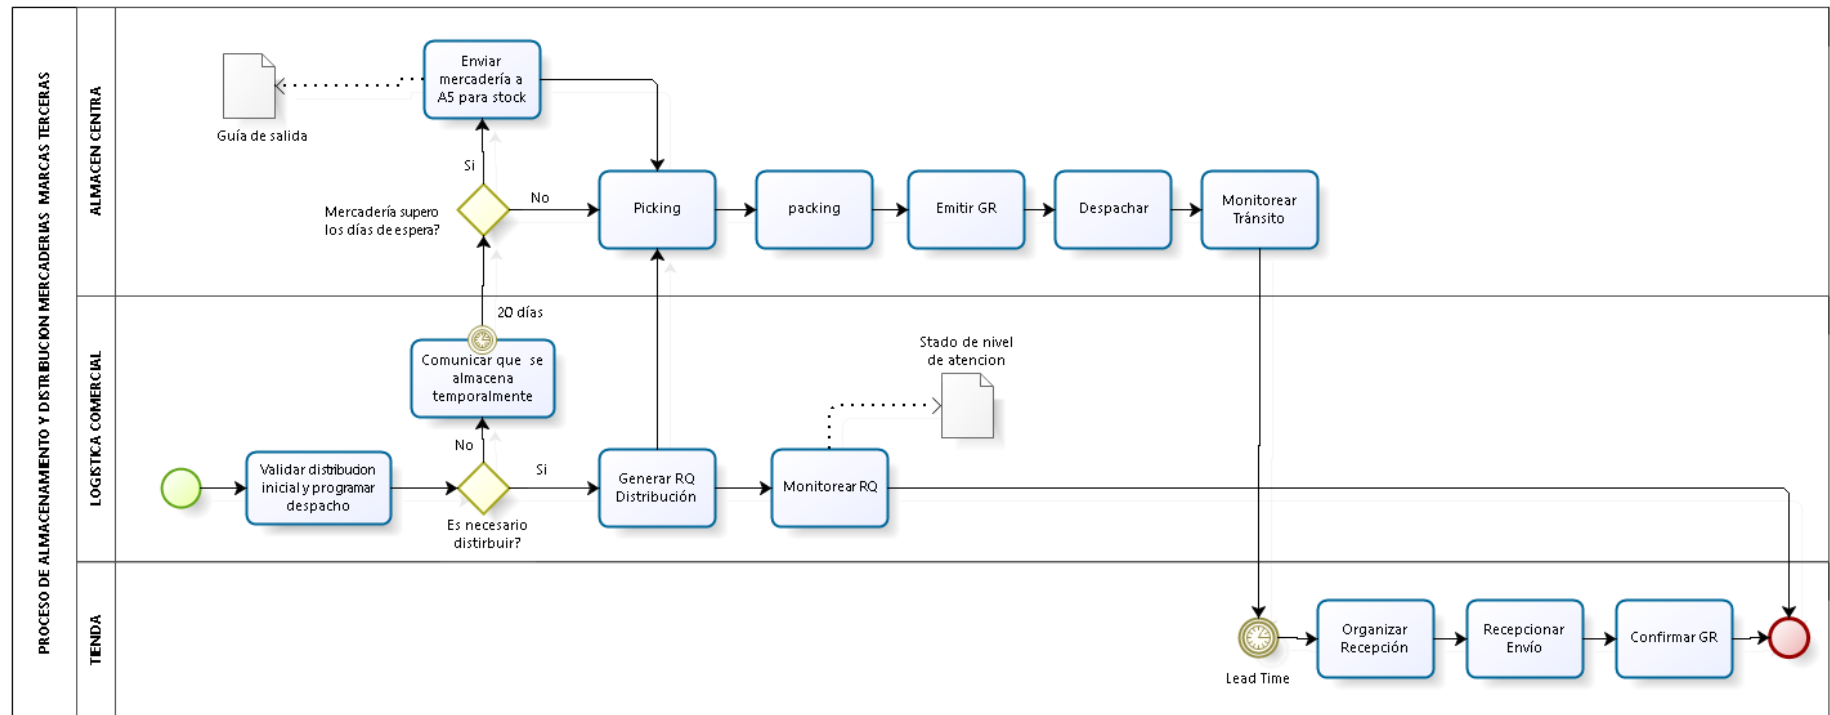 PROCESO DE ALMACENAMIENTO Y DISTRIBUCION MERCADERIAS MARCAS TERCERAS
ALMACEN CENTRA
Guía de salida
Enviar
mercadería a
A5 para stock
Si
Mercadería supero
los días de espera?
No
Picking
packing
Emitir GR
Despachar
Monitorear
Tránsito
LOGISTICA COMERCIAL
20 días
Comunicar que se
almacena
temporalmente
No
Validar distribucion
inicial y programar
despacho
Es necesario
distirbuir?
Si
Generar RQ
Distribución
Monitorear RQ
Stado de nivel
de atencion
TIENDA
Lead Time
Organizar
Recepción
Recepcionar
Envío
Confirmar GR